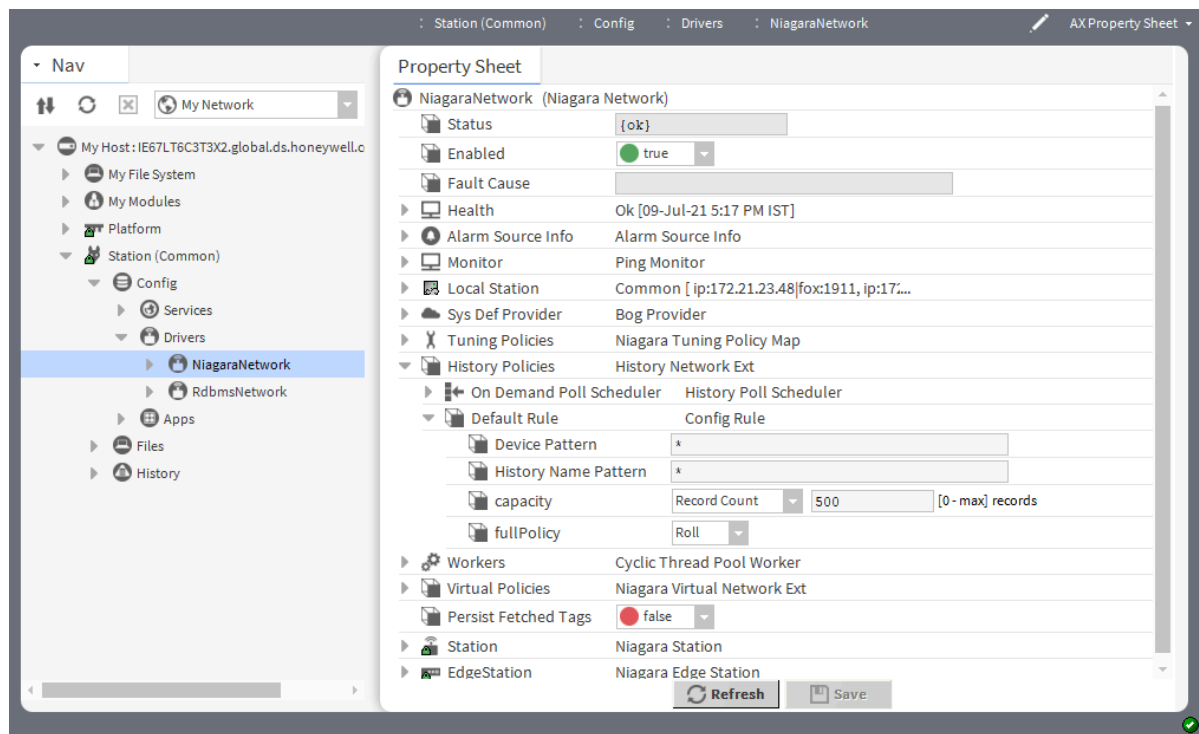 : Station (Common) : Config : Drivers : NiagaraNetwork AX Property Sheet
Nav
My Network
My Host : IE67LT6C3T3X2.global.ds.honeywell.c
My File System
My Modules
Platform
Station (Common)
Config
Services
Drivers
NiagaraNetwork
RdbmsNetwork
Apps
Files
History
Property Sheet
NiagaraNetwork (Niagara Network)
Status {ok}
Enabled true
Fault Cause
Health Ok [09-Jul-21 5:17 PM IST]
Alarm Source Info Alarm Source Info
Monitor Ping Monitor
Local Station Common [ ip:172.21.23.48|fox:1911, ip:17...
Sys Def Provider Bog Provider
Tuning Policies Niagara Tuning Policy Map
History Policies History Network Ext
On Demand Poll Scheduler History Poll Scheduler
Default Rule Config Rule
Device Pattern *
History Name Pattern *
capacity Record Count 500 [0 - max] records
fullPolicy Roll
Workers Cyclic Thread Pool Worker
Virtual Policies Niagara Virtual Network Ext
Persist Fetched Tags false
Station Niagara Station
EdgeStation Niagara Edge Station
Refresh Save